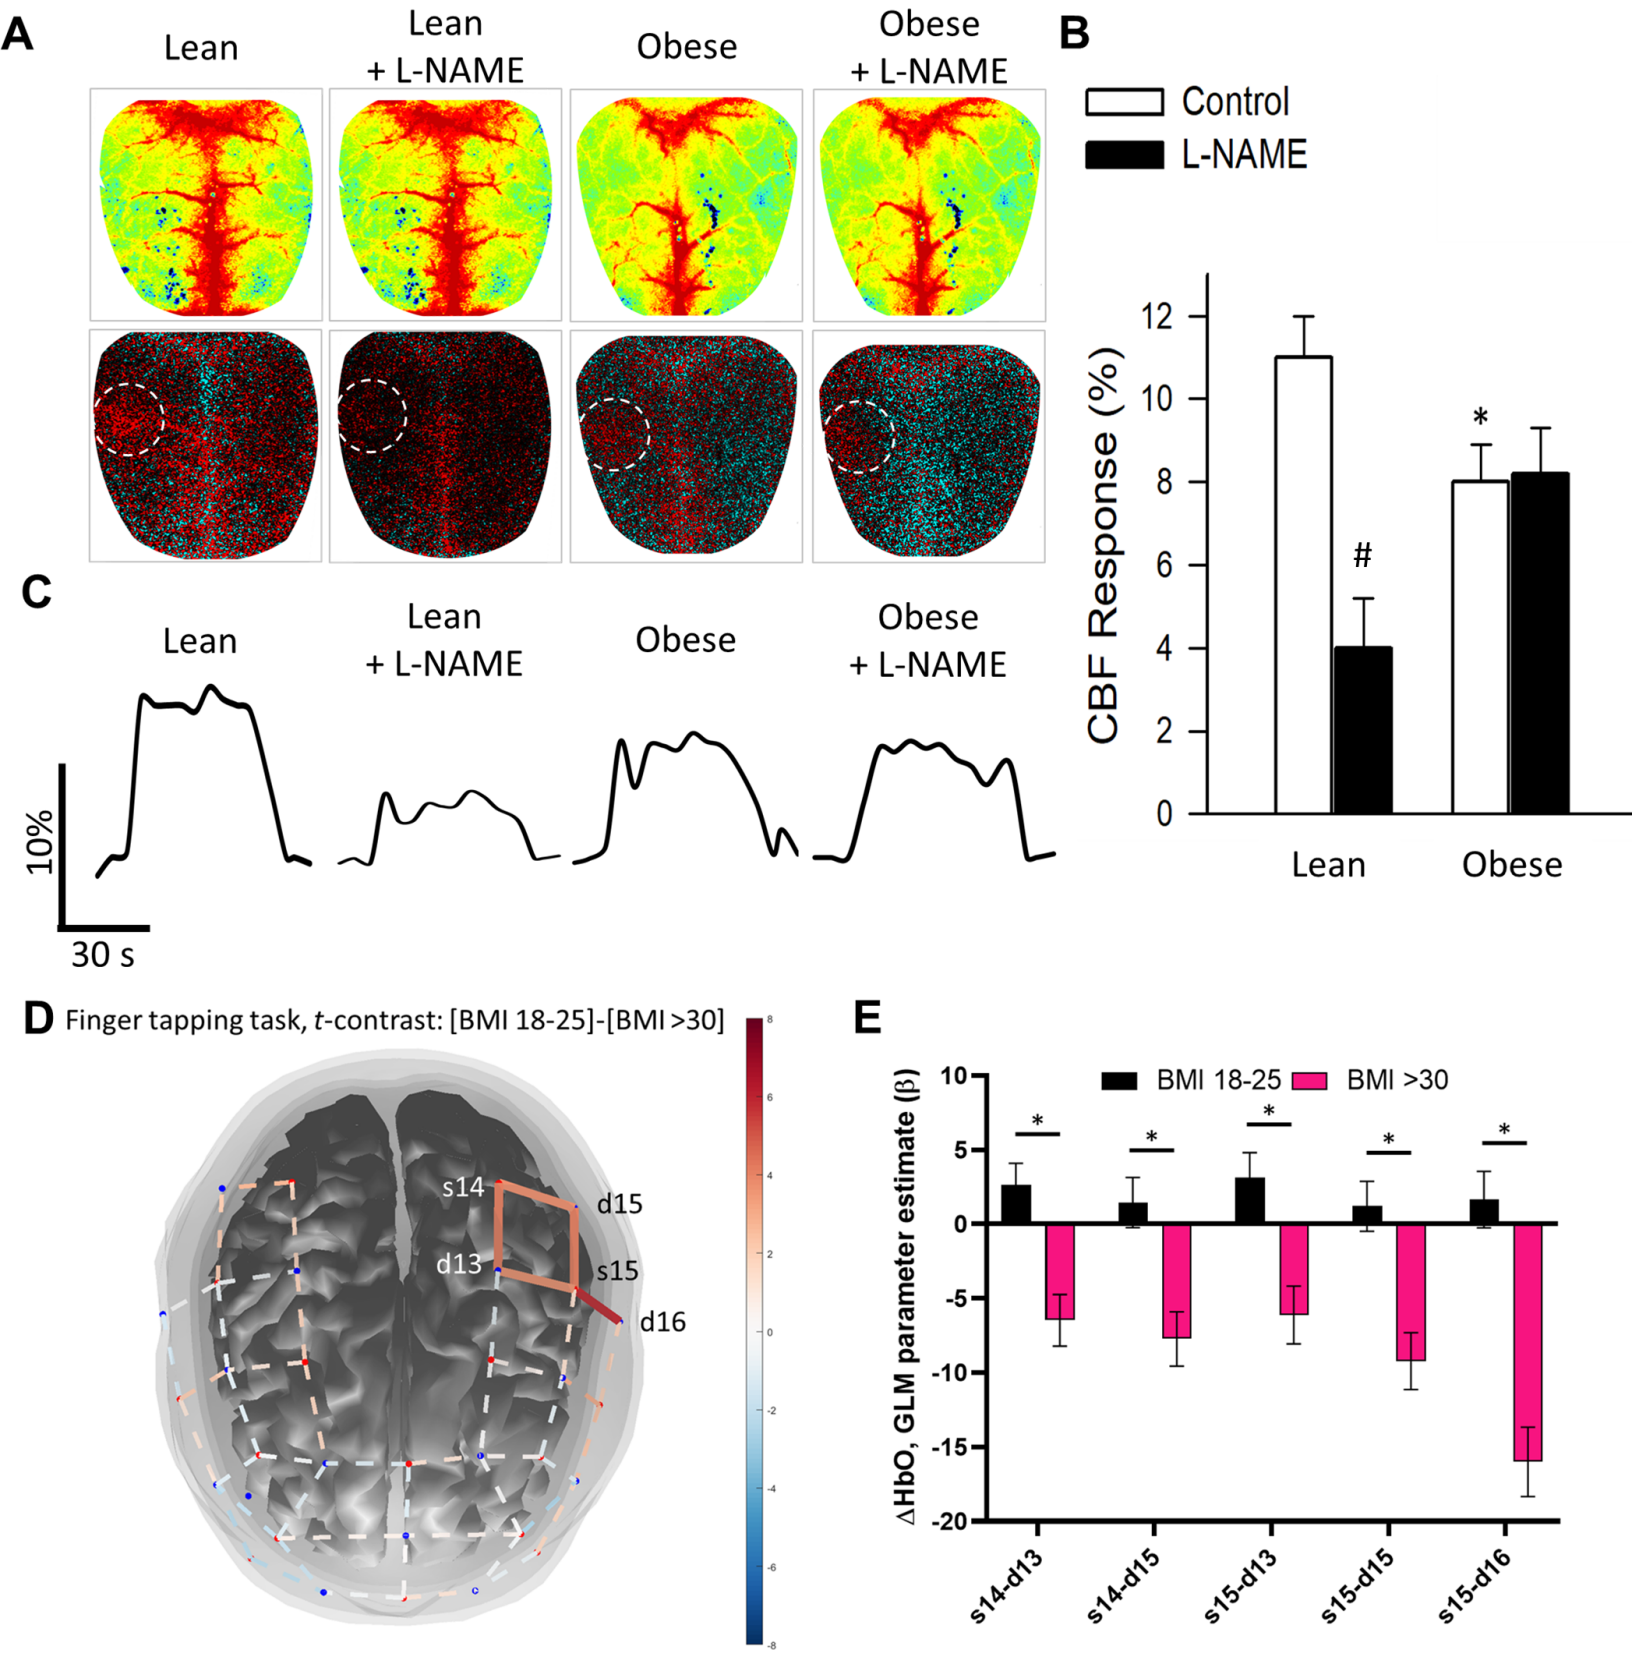 A
Lean
Lean
+ L-NAME
Obese
Obese
+ L-NAME
B
Control
L-NAME
CBF Response (%)
12
10
8
6
4
2
0
#
*
Lean
Obese
C
Lean
Lean
+ L-NAME
Obese
Obese
+ L-NAME
10%
30 s
D
Finger tapping task, t-contrast: [BMI 18-25]-[BMI >30]
8
6
4
2
0
-2
-4
-6
-8
s14
d15
d13
s15
d16
E
BMI 18-25
BMI >30
ΔHbO, GLM parameter estimate (β)
10
5
0
-5
-10
-15
-20
*
*
*
*
*
s14-d13
s14-d15
s15-d13
s15-d15
s15-d16